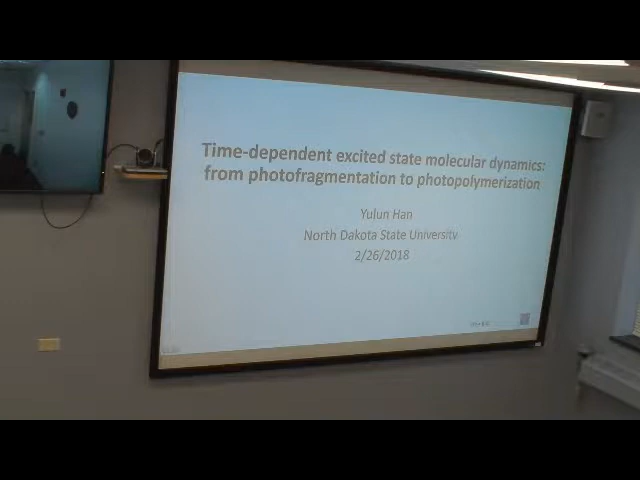 Time-dependent excited state molecular dynamics:
from photofragmentation to photopolymerization
Yulun Han
North Dakota State University
2/26/2018